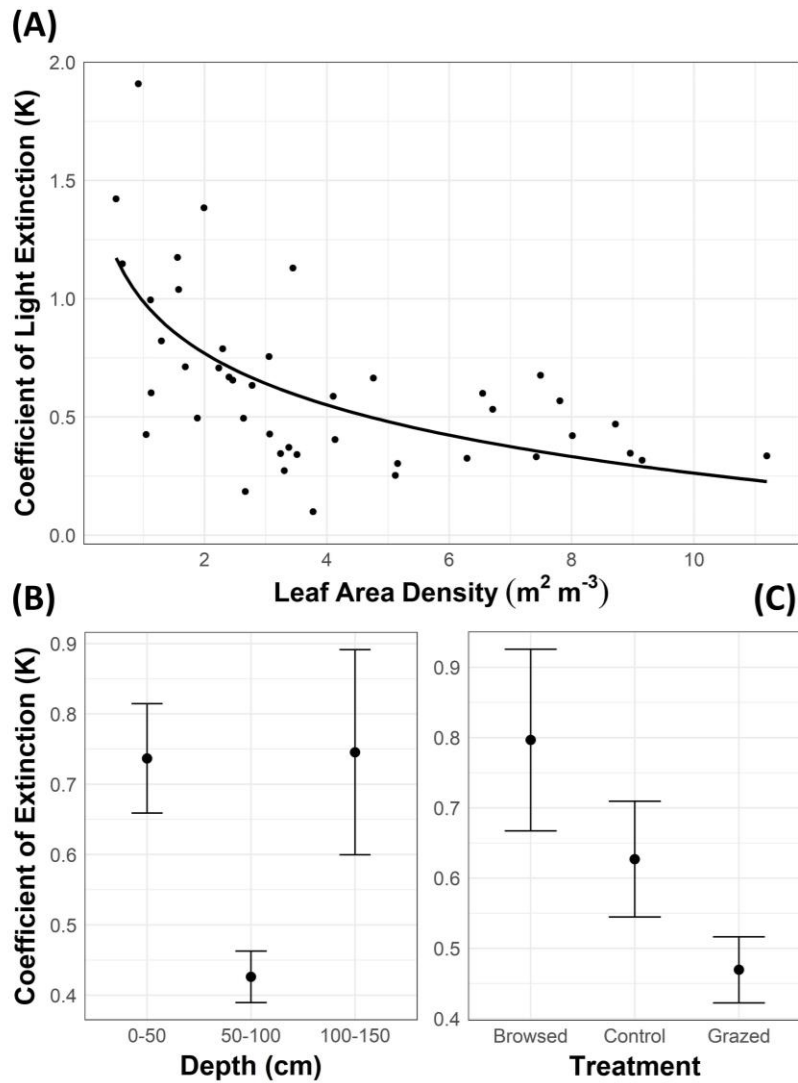 (A)
Coefficient of Light Extinction (K)
2.0
1.5
1.0
0.5
0.0
2 4 6 8 10
Leaf Area Density (m² m⁻³)
(B)
Coefficient of Extinction (K)
0.9
0.8
0.7
0.6
0.5
0.4
0-50 50-100 100-150
Depth (cm)
(C)
0.9
0.8
0.7
0.6
0.5
0.4
Browsed Control Grazed
Treatment